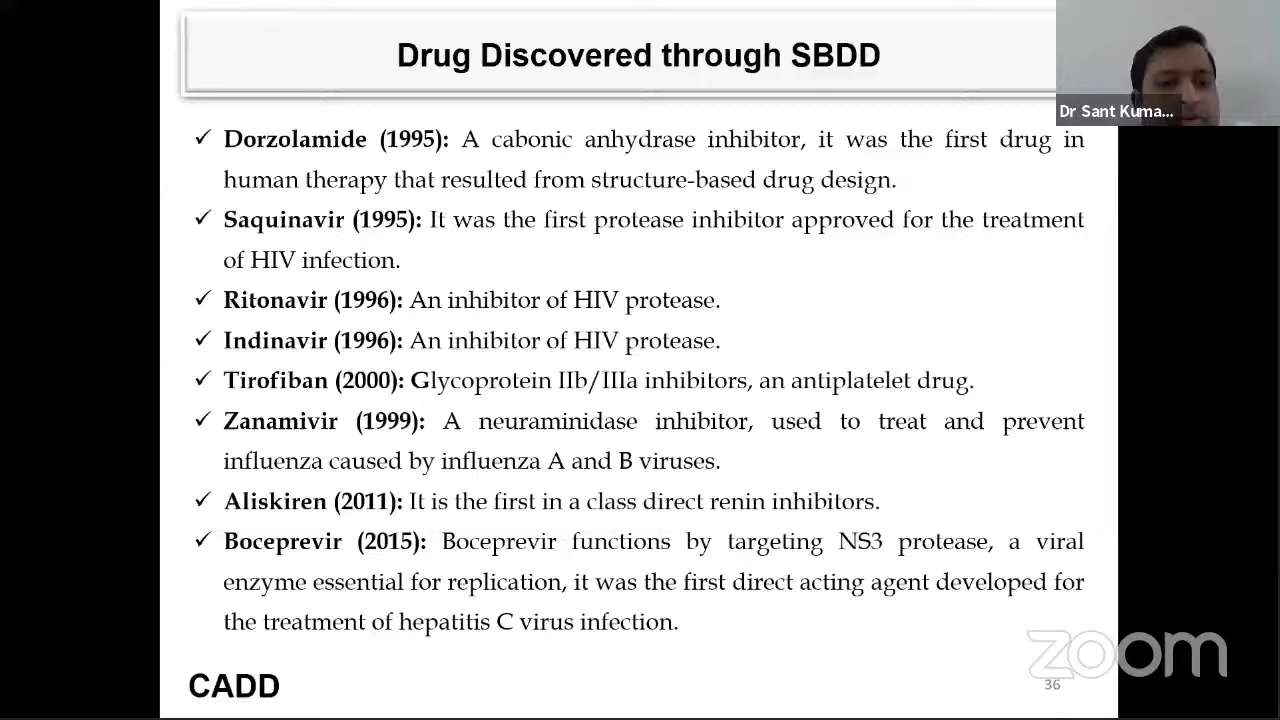 Drug Discovered through SBDD
Dr Sant Kuma...
✓ Dorzolamide (1995): A cabonic anhydrase inhibitor, it was the first drug in
human therapy that resulted from structure-based drug design.
✓ Saquinavir (1995): It was the first protease inhibitor approved for the treatment
of HIV infection.
✓ Ritonavir (1996): An inhibitor of HIV protease.
✓ Indinavir (1996): An inhibitor of HIV protease.
✓ Tirofiban (2000): Glycoprotein IIb/IIIa inhibitors, an antiplatelet drug.
✓ Zanamivir (1999): A neuraminidase inhibitor, used to treat and prevent
influenza caused by influenza A and B viruses.
✓ Aliskiren (2011): It is the first in a class direct renin inhibitors.
✓ Boceprevir (2015): Boceprevir functions by targeting NS3 protease, a viral
enzyme essential for replication, it was the first direct acting agent developed for
the treatment of hepatitis C virus infection.
zoom
CADD
36